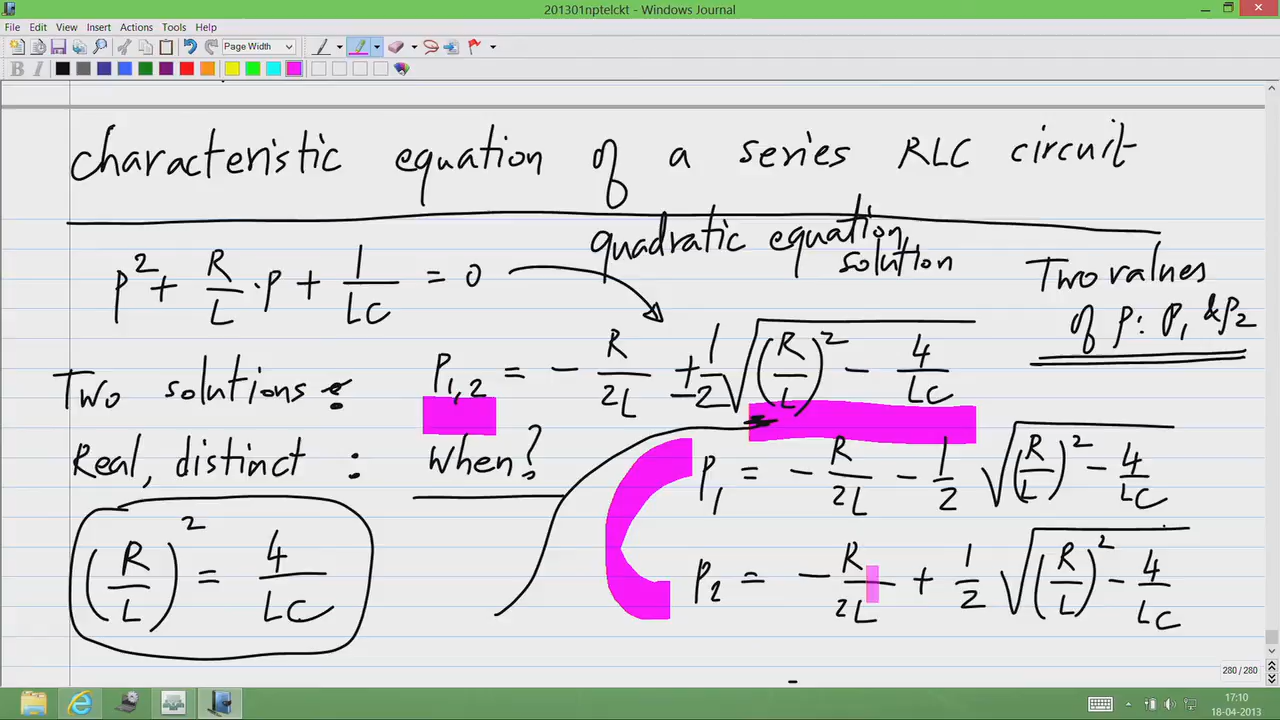 201301nptelckt - Windows Journal
File Edit View Insert Actions Tools Help
Page Width
B I
characteristic equation of a series RLC circuit
quadratic equation
solution
p² + R/L · p + 1/LC = 0
Two values
of p: p₁ & p₂
Two solutions :
p₁,₂ = - R/2L ± 1/2 √((R/L)² - 4/LC)
Real, distinct : When?
p₁ = - R/2L - 1/2 √((R/L)² - 4/LC)
(R/L)² = 4/LC
p₂ = - R/2L + 1/2 √((R/L)² - 4/LC)
280 / 280
17:10
18-04-2013